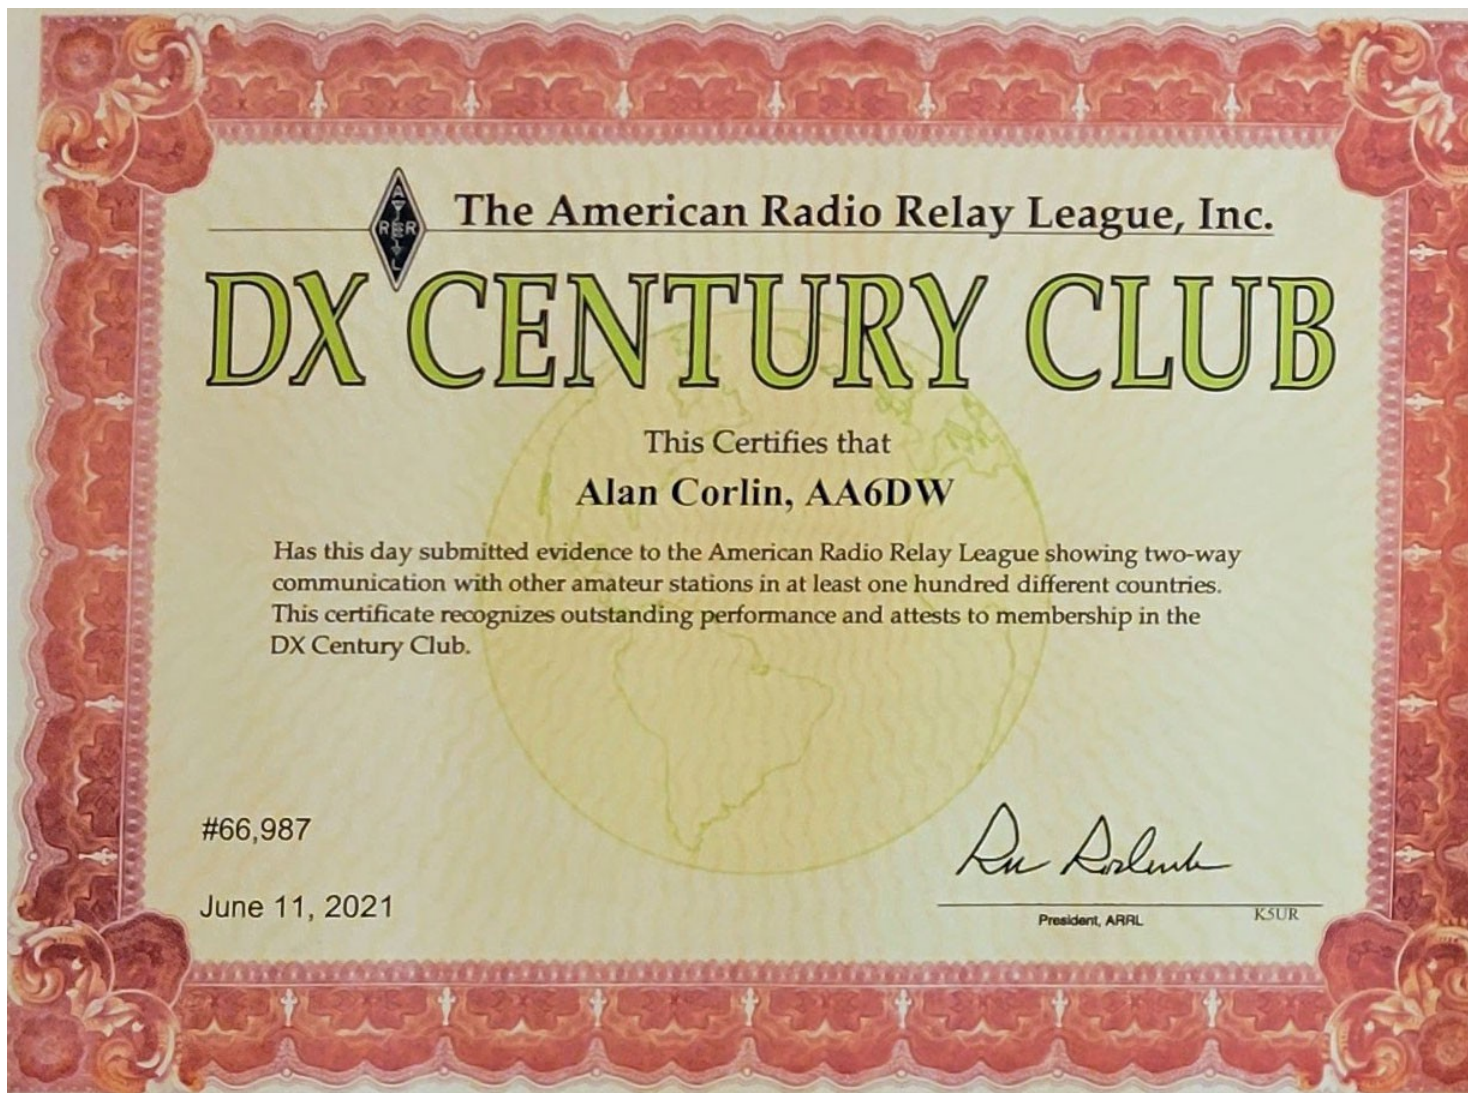 The American Radio Relay League, Inc.
DX CENTURY CLUB
This Certifies that
Alan Corlin, AA6DW
Has this day submitted evidence to the American Radio Relay League showing two-way
communication with other amateur stations in at least one hundred different countries.
This certificate recognizes outstanding performance and attests to membership in the
DX Century Club.
#66,987
June 11, 2021
President, ARRL
K5UR
A
R R
L